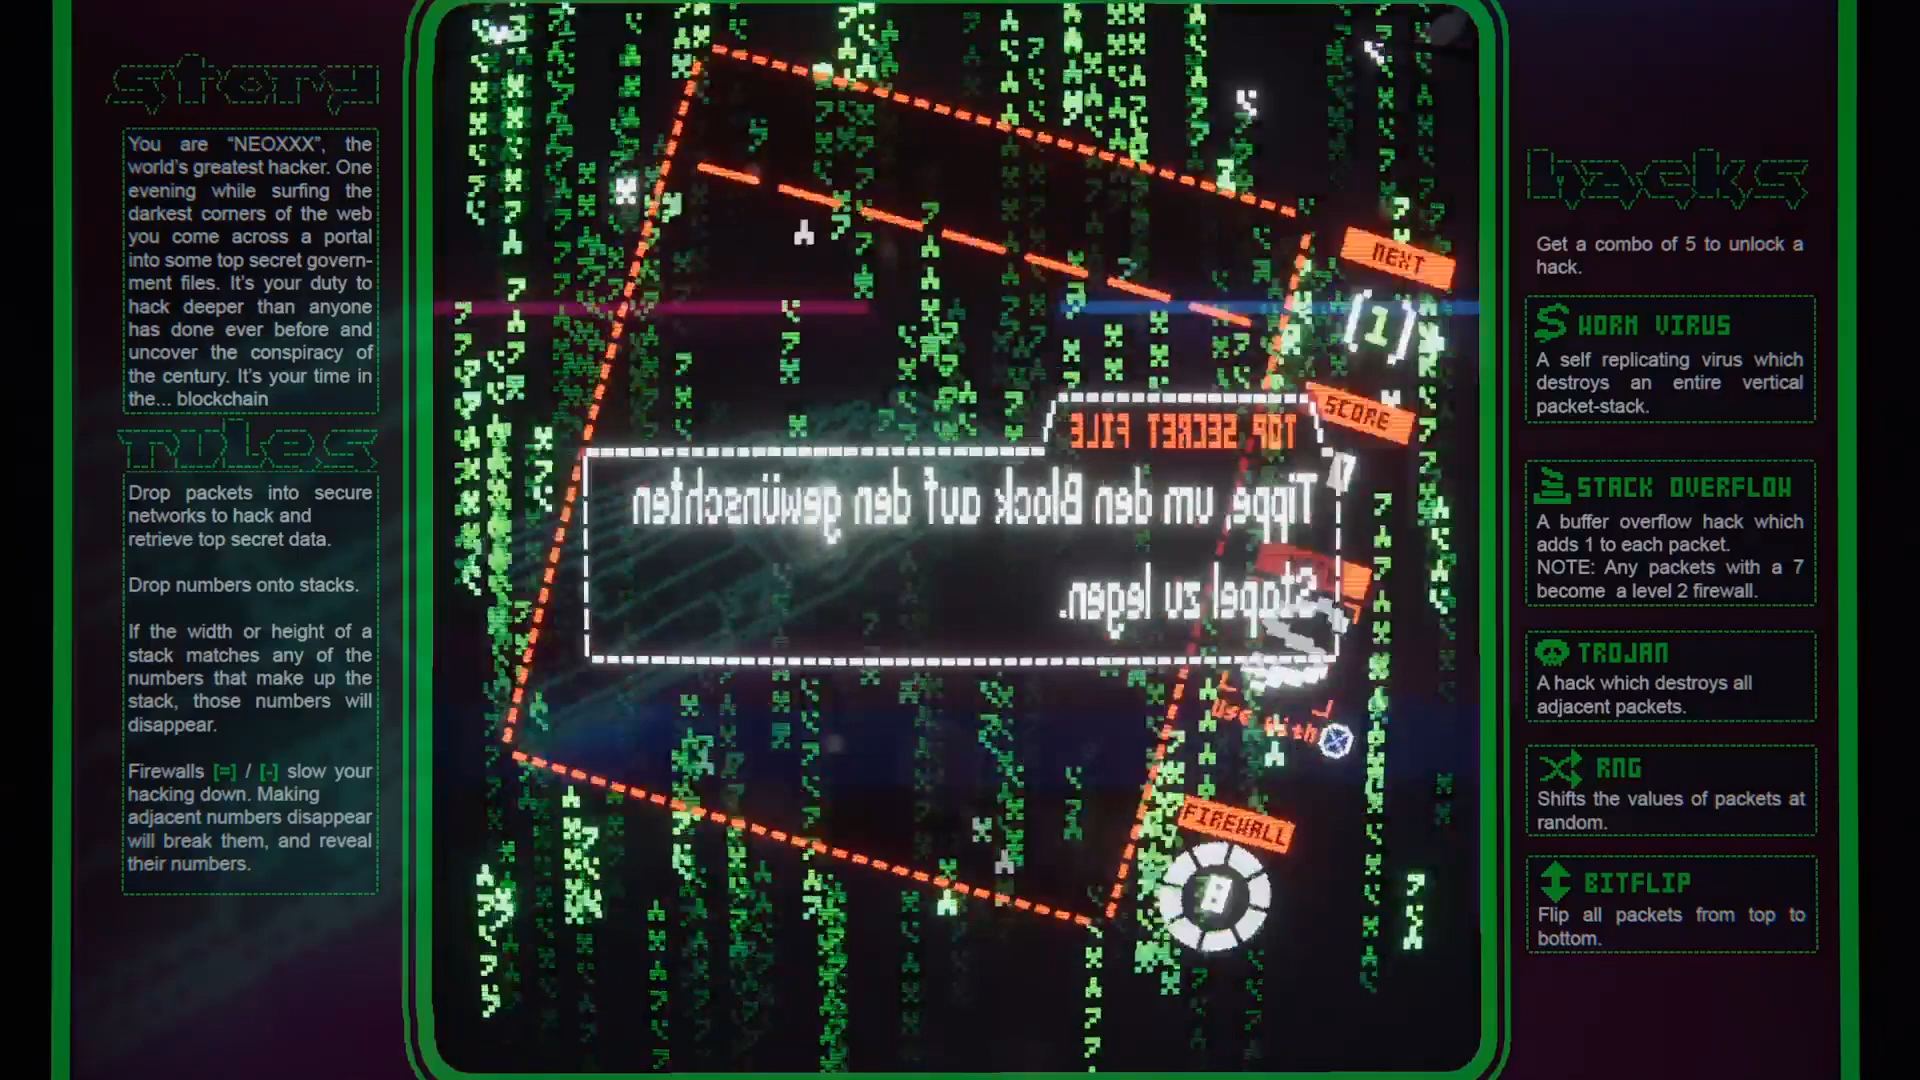 story
You are “NEOXXX”, the
world’s greatest hacker. One
evening while surfing the
darkest corners of the web
you come across a portal
into some top secret govern-
ment files. It’s your duty to
hack deeper than anyone
has done ever before and
uncover the conspiracy of
the century. It’s your time in
the... blockchain
rules
Drop packets into secure
networks to hack and
retrieve top secret data.
Drop numbers onto stacks.
If the width or height of a
stack matches any of the
numbers that make up the
stack, those numbers will
disappear.
Firewalls [=] / [-] slow your
hacking down. Making
adjacent numbers disappear
will break them, and reveal
their numbers.
NEXT
[1]
SCORE
TOP SECRET FILE
Tippe, um den Block auf den gewünschten
Stapel zu legen.
use with
FIREWALL
8
hacks
Get a combo of 5 to unlock a
hack.
WORM VIRUS
A self replicating virus which
destroys an entire vertical
packet-stack.
STACK OVERFLOW
A buffer overflow hack which
adds 1 to each packet.
NOTE: Any packets with a 7
become a level 2 firewall.
TROJAN
A hack which destroys all
adjacent packets.
RNG
Shifts the values of packets at
random.
BITFLIP
Flip all packets from top to
bottom.